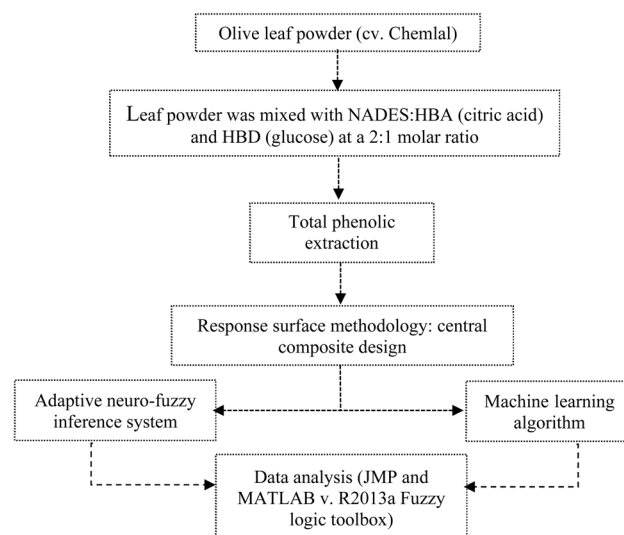 Olive leaf powder (cv. Chemlal)
Leaf powder was mixed with NADES:HBA (citric acid)
and HBD (glucose) at a 2:1 molar ratio
Total phenolic
extraction
Response surface methodology: central
composite design
Adaptive neuro-fuzzy
inference system
Machine learning
algorithm
Data analysis (JMP and
MATLAB v. R2013a Fuzzy
logic toolbox)